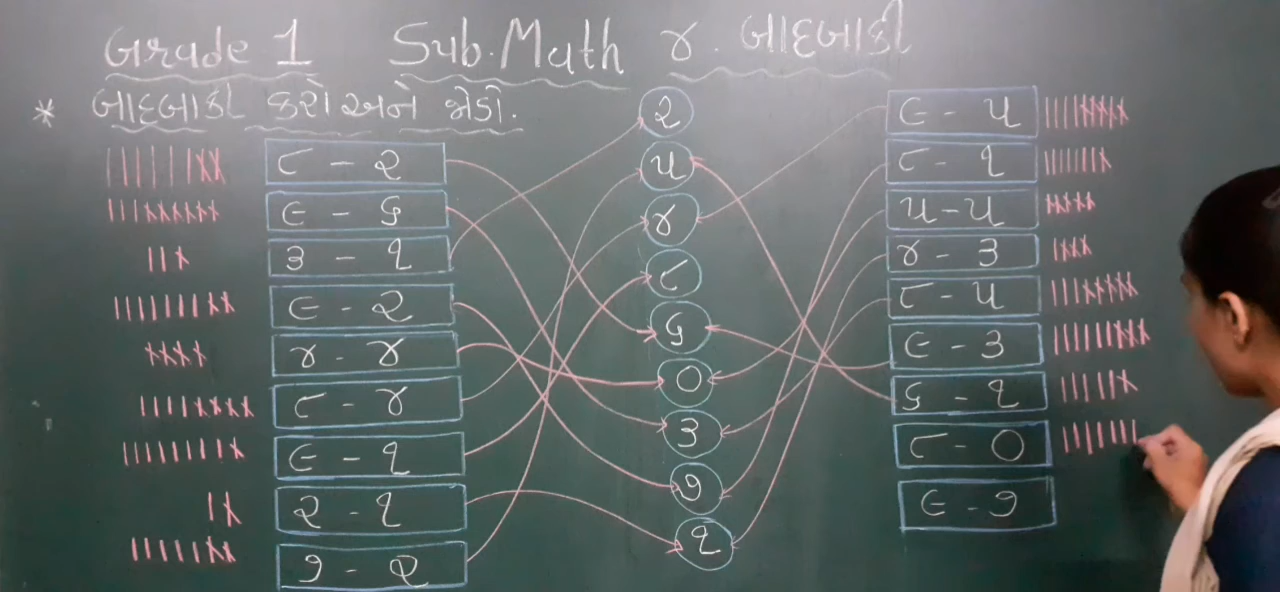 Grade 1 Sub. Math ૪. બાદબાકી
* બાદબાકી કરો અને જોડો.
૮ - ૨
૯ - ૬
૩ - ૧
૯ - ૨
૪ - ૪
૮ - ૪
૯ - ૧
૨ - ૧
૭ - ૨
૨
૫
૪
૮
૬
૦
૩
૭
૧
૯ - ૫
૮ - ૧
૫ - ૫
૪ - ૩
૮ - ૫
૯ - ૩
૬ - ૧
૮ - ૦
૯ - ૭